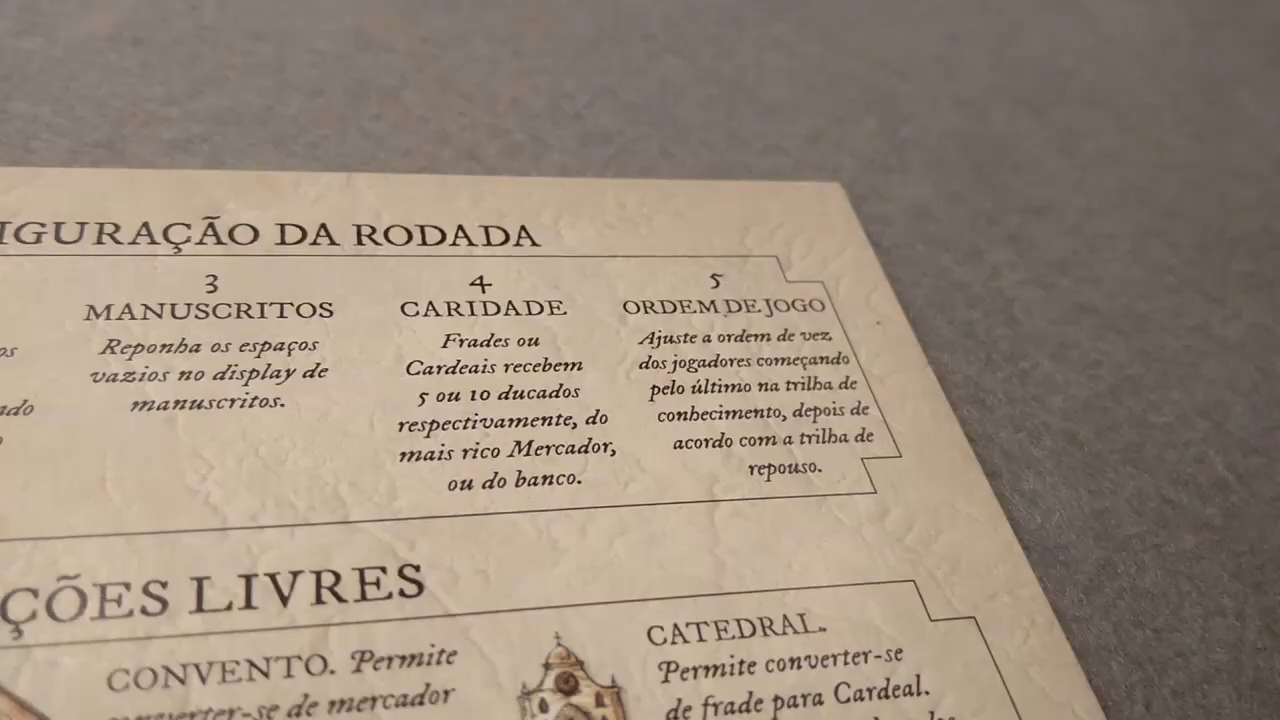 IGURAÇÃO DA RODADA
3
MANUSCRITOS
Reponha os espaços
vazios no display de
manuscritos.
4
CARIDADE
Frades ou
Cardeais recebem
5 ou 10 ducados
respectivamente, do
mais rico Mercador,
ou do banco.
5
ORDEM DE JOGO
Ajuste a ordem de vez
dos jogadores começando
pelo último na trilha de
conhecimento, depois de
acordo com a trilha de
repouso.
ÇÕES LIVRES
CONVENTO. Permite
converter-se de mercador
CATEDRAL.
Permite converter-se
de frade para Cardeal.